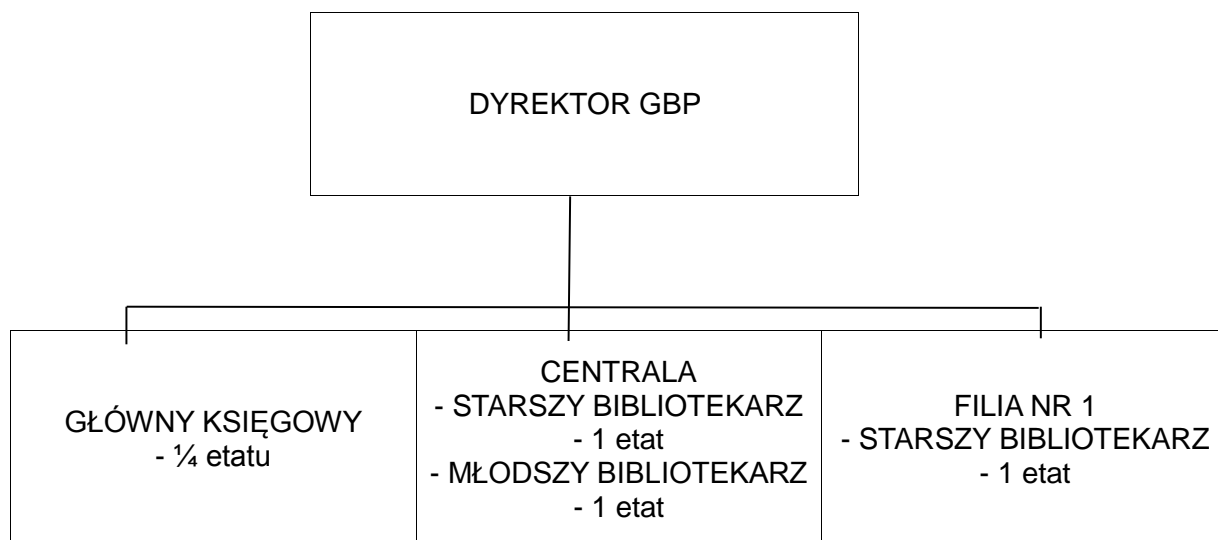 DYREKTOR GBP
GŁÓWNY KSIĘGOWY
- ¼ etatu
CENTRALA
- STARSZY BIBLIOTEKARZ
- 1 etat
- MŁODSZY BIBLIOTEKARZ
- 1 etat
FILIA NR 1
- STARSZY BIBLIOTEKARZ
- 1 etat